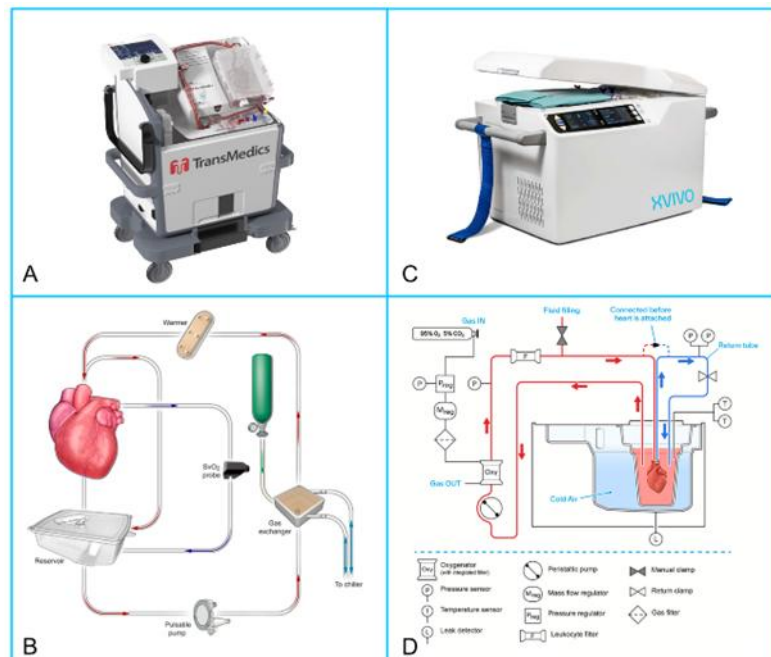 TransMedics
A
XVIVO
C
Warmer
SvO₂
probe
Gas
exchanger
Reservoir
To chiller
Pulsatile
pump
B
Fluid filling
Connected before
heart is attached
Gas IN
95% O₂ 5% CO₂
Return tube
F
P
P
P
Preg
P
Mreg
T
T
Oxy
Gas OUT
Cold Air
L
Oxy
Oxygenator
(with integrated filter)
Peristaltic pump
Manual clamp
P
Pressure sensor
Mreg
Mass flow regulator
Return clamp
T
Temperature sensor
Preg
Pressure regulator
Gas filter
L
Leak detector
F
Leukocyte filter
D